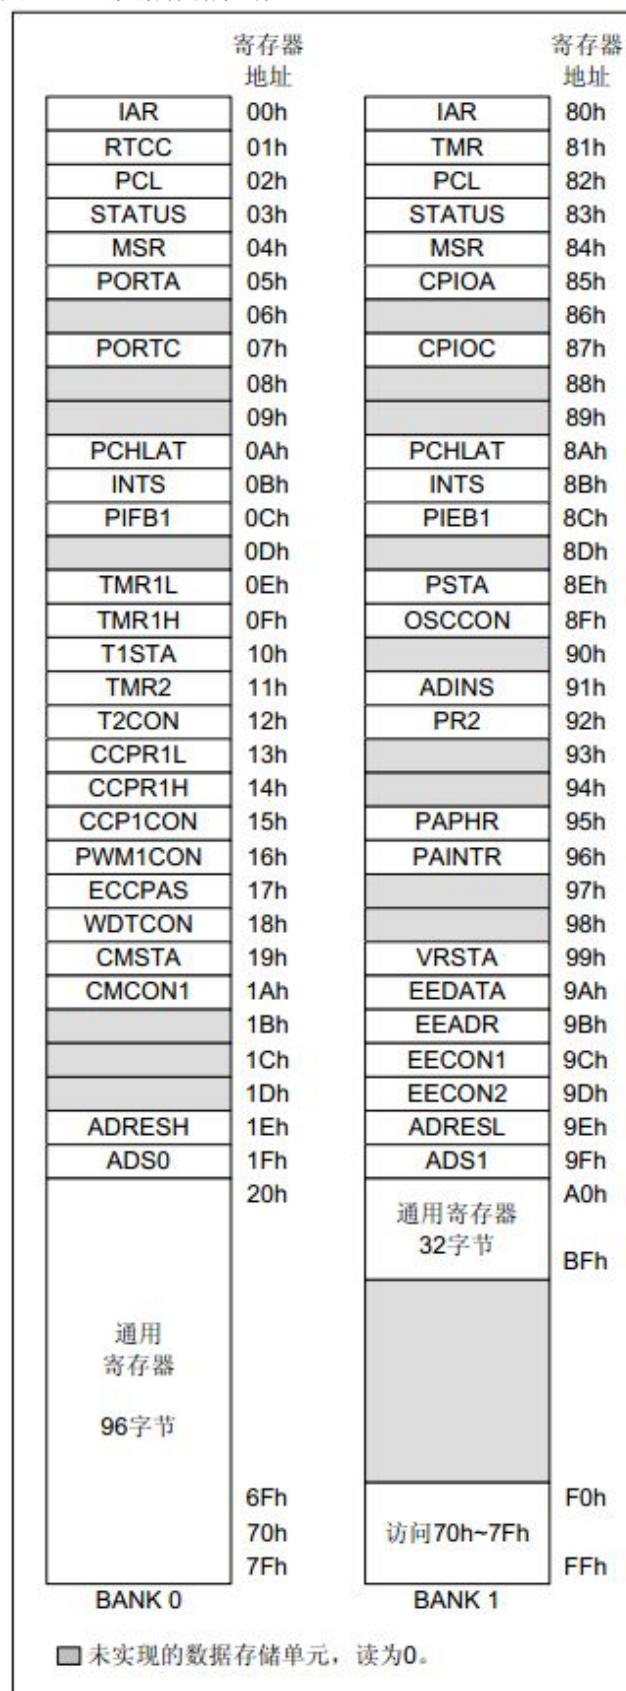 寄存器 寄存器
地址 地址
IAR 00h IAR 80h
RTCC 01h TMR 81h
PCL 02h PCL 82h
STATUS 03h STATUS 83h
MSR 04h MSR 84h
PORTA 05h CPIOA 85h
06h 86h
PORTC 07h CPIOC 87h
08h 88h
09h 89h
PCHLAT 0Ah PCHLAT 8Ah
INTS 0Bh INTS 8Bh
PIFB1 0Ch PIEB1 8Ch
0Dh 8Dh
TMR1L 0Eh PSTA 8Eh
TMR1H 0Fh OSCCON 8Fh
T1STA 10h 90h
TMR2 11h ADINS 91h
T2CON 12h PR2 92h
CCPR1L 13h 93h
CCPR1H 14h 94h
CCP1CON 15h PAPHR 95h
PWM1CON 16h PAINTR 96h
ECCPAS 17h 97h
WDTCON 18h 98h
CMSTA 19h VRSTA 99h
CMCON1 1Ah EEDATA 9Ah
1Bh EEADR 9Bh
1Ch EECON1 9Ch
1Dh EECON2 9Dh
ADRESH 1Eh ADRESL 9Eh
ADS0 1Fh ADS1 9Fh
20h 通用寄存器 A0h
32字节 BFh
通用
寄存器
96字节
6Fh F0h
70h 访问70h~7Fh
7Fh FFh
BANK 0 BANK 1
未实现的数据存储单元，读为0。